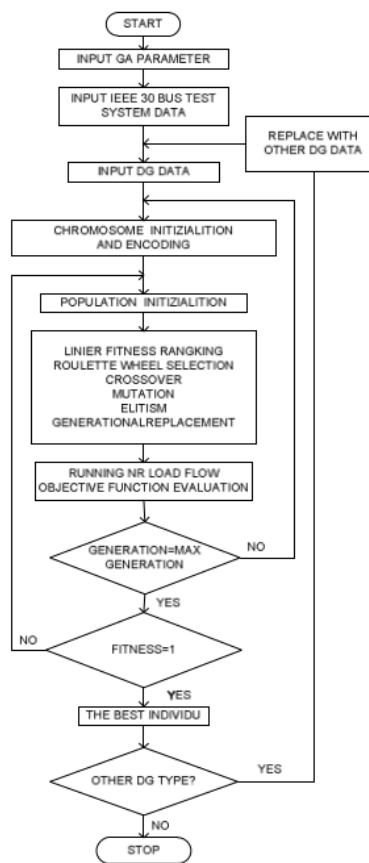 START
INPUT GA PARAMETER
INPUT IEEE 30 BUS TEST
SYSTEM DATA
REPLACE WITH
OTHER DG DATA
INPUT DG DATA
CHROMOSOME INITIZIALITION
AND ENCODING
POPULATION INITIZIALITION
LINIER FITNESS RANGKING
ROULETTE WHEEL SELECTION
CROSSOVER
MUTATION
ELITISM
GENERATIONALREPLACEMENT
RUNNING NR LOAD FLOW
OBJECTIVE FUNCTION EVALUATION
GENERATION=MAX
GENERATION
NO
YES
NO
FITNESS=1
YES
THE BEST INDIVIDU
OTHER DG TYPE?
YES
NO
STOP